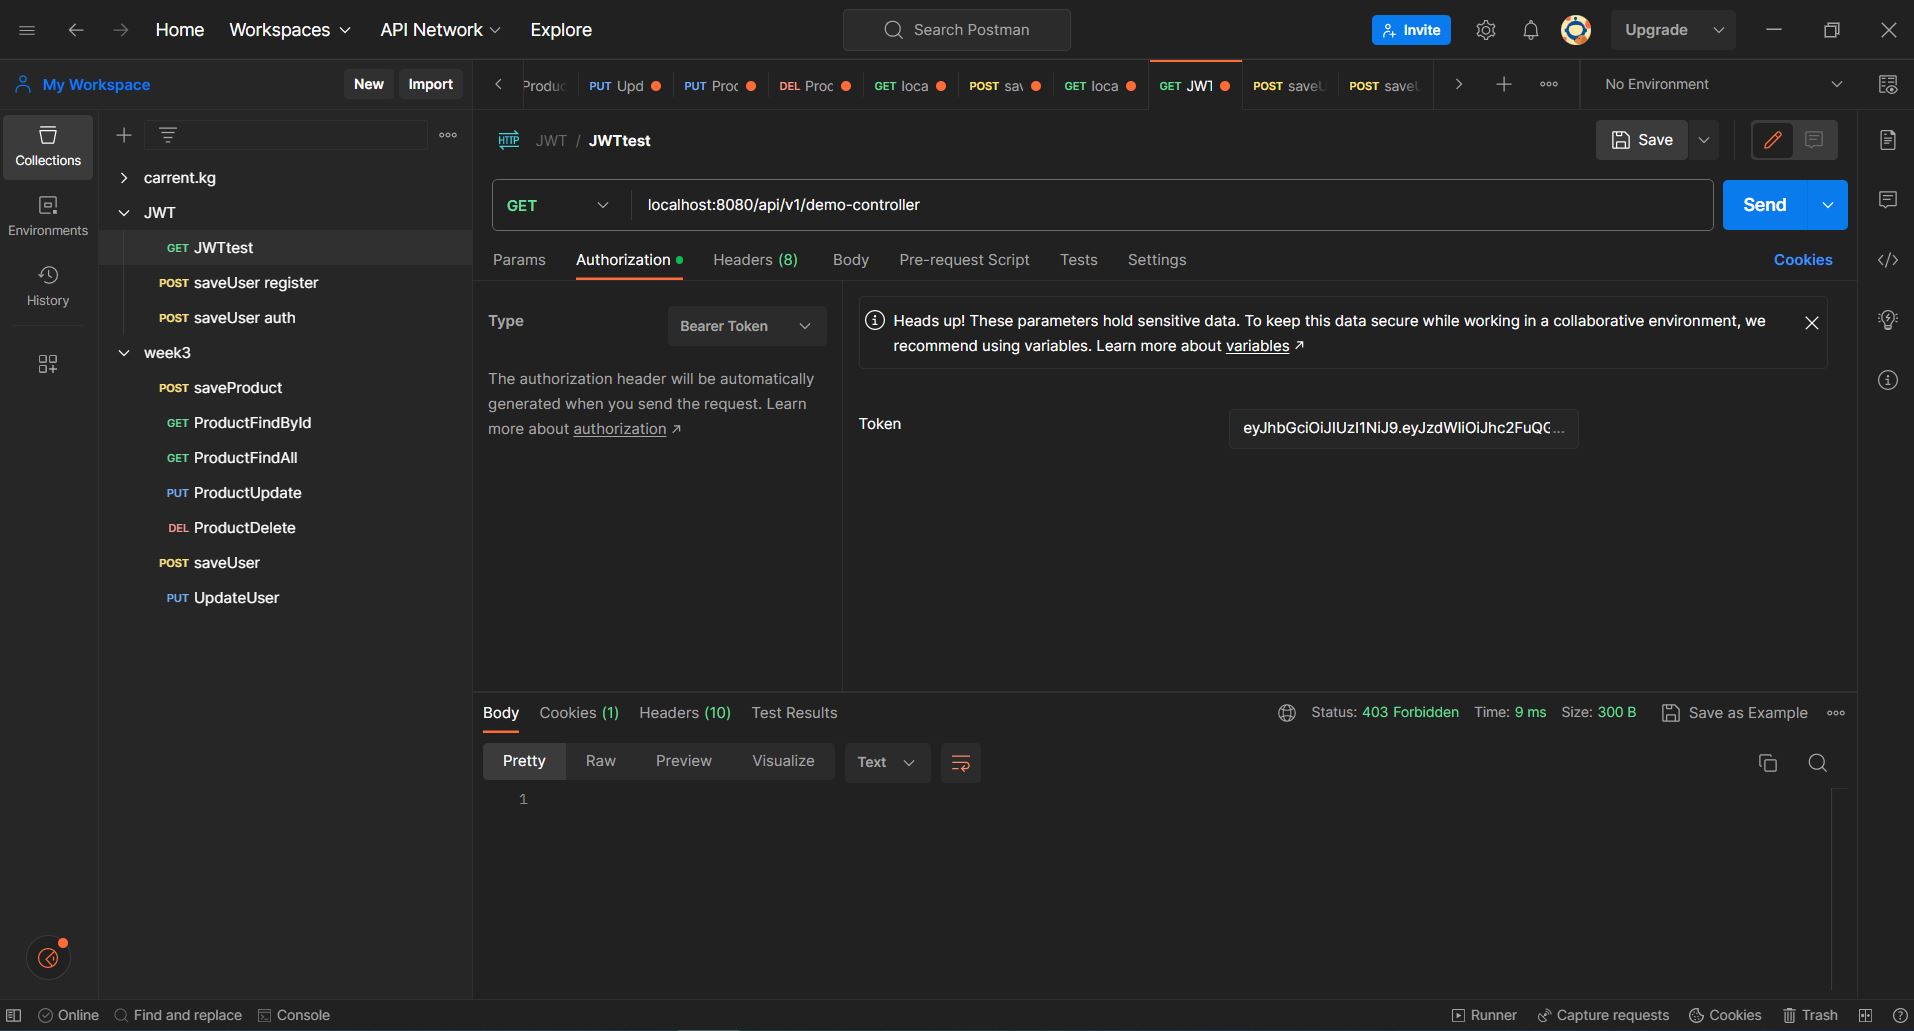 Home Workspaces API Network Explore Search Postman Invite Upgrade
My Workspace New Import Produc PUT Upd PUT Proc DEL Proc GET loca POST sav GET loca GET JWT POST saveU POST saveU No Environment
JWT / JWTtest Save
Collections
Environments
History
carrent.kg
JWT
GET JWTtest
POST saveUser register
POST saveUser auth
week3
POST saveProduct
GET ProductFindById
GET ProductFindAll
PUT ProductUpdate
DEL ProductDelete
POST saveUser
PUT UpdateUser
HTTP
GET localhost:8080/api/v1/demo-controller Send
Params Authorization Headers (8) Body Pre-request Script Tests Settings Cookies
Type Bearer Token
The authorization header will be automatically
generated when you send the request. Learn
more about authorization ↗
Heads up! These parameters hold sensitive data. To keep this data secure while working in a collaborative environment, we
recommend using variables. Learn more about variables ↗
Token
Body Cookies (1) Headers (10) Test Results Status: 403 Forbidden Time: 9 ms Size: 300 B Save as Example
Pretty Raw Preview Visualize Text
1
Online Find and replace Console Runner Capture requests Cookies Trash